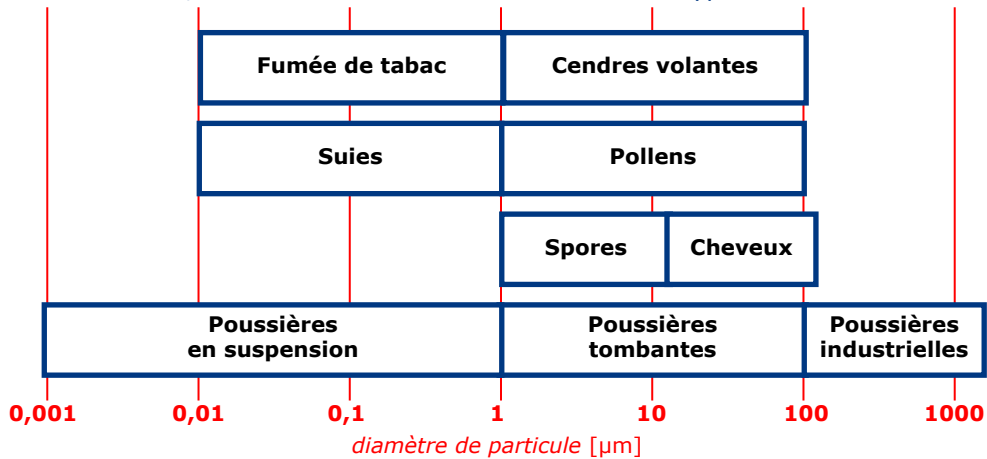 Fumée de tabac
Cendres volantes
Suies
Pollens
Spores
Cheveux
Poussières
en suspension
Poussières
tombantes
Poussières
industrielles
0,001
0,01
0,1
1
10
100
1000
diamètre de particule [µm]